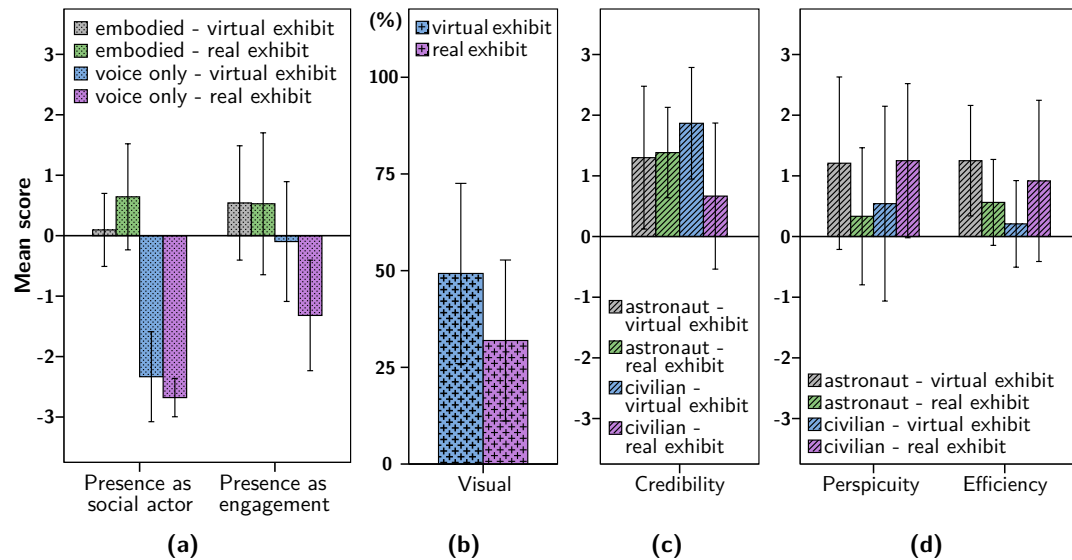 embodied - virtual exhibit
embodied - real exhibit
voice only - virtual exhibit
voice only - real exhibit
Mean score
3
2
1
0
-1
-2
-3
Presence as
social actor
Presence as
engagement
(a)
(%)
virtual exhibit
real exhibit
100
75
50
25
0
Visual
(b)
3
2
1
0
-1
-2
-3
astronaut -
virtual exhibit
astronaut -
real exhibit
civilian -
virtual exhibit
civilian -
real exhibit
Credibility
(c)
3
2
1
0
-1
-2
-3
astronaut - virtual exhibit
astronaut - real exhibit
civilian - virtual exhibit
civilian - real exhibit
Perspicuity
Efficiency
(d)